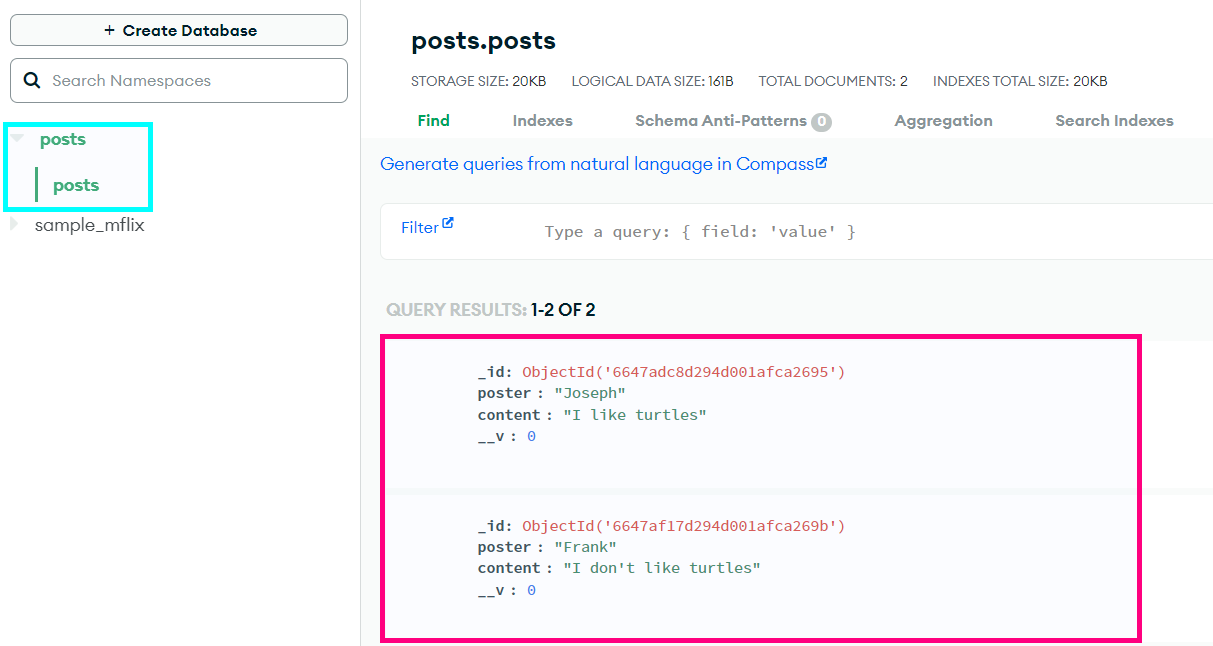 + Create Database
Search Namespaces
posts
posts
sample_mflix
posts.posts
STORAGE SIZE: 20KB LOGICAL DATA SIZE: 161B TOTAL DOCUMENTS: 2 INDEXES TOTAL SIZE: 20KB
Find Indexes Schema Anti-Patterns 0 Aggregation Search Indexes
Generate queries from natural language in Compass
Filter Type a query: { field: 'value' }
QUERY RESULTS: 1-2 OF 2
_id: ObjectId('6647adc8d294d001afca2695')
poster : "Joseph"
content : "I like turtles"
__v : 0
_id: ObjectId('6647af17d294d001afca269b')
poster : "Frank"
content : "I don't like turtles"
__v : 0